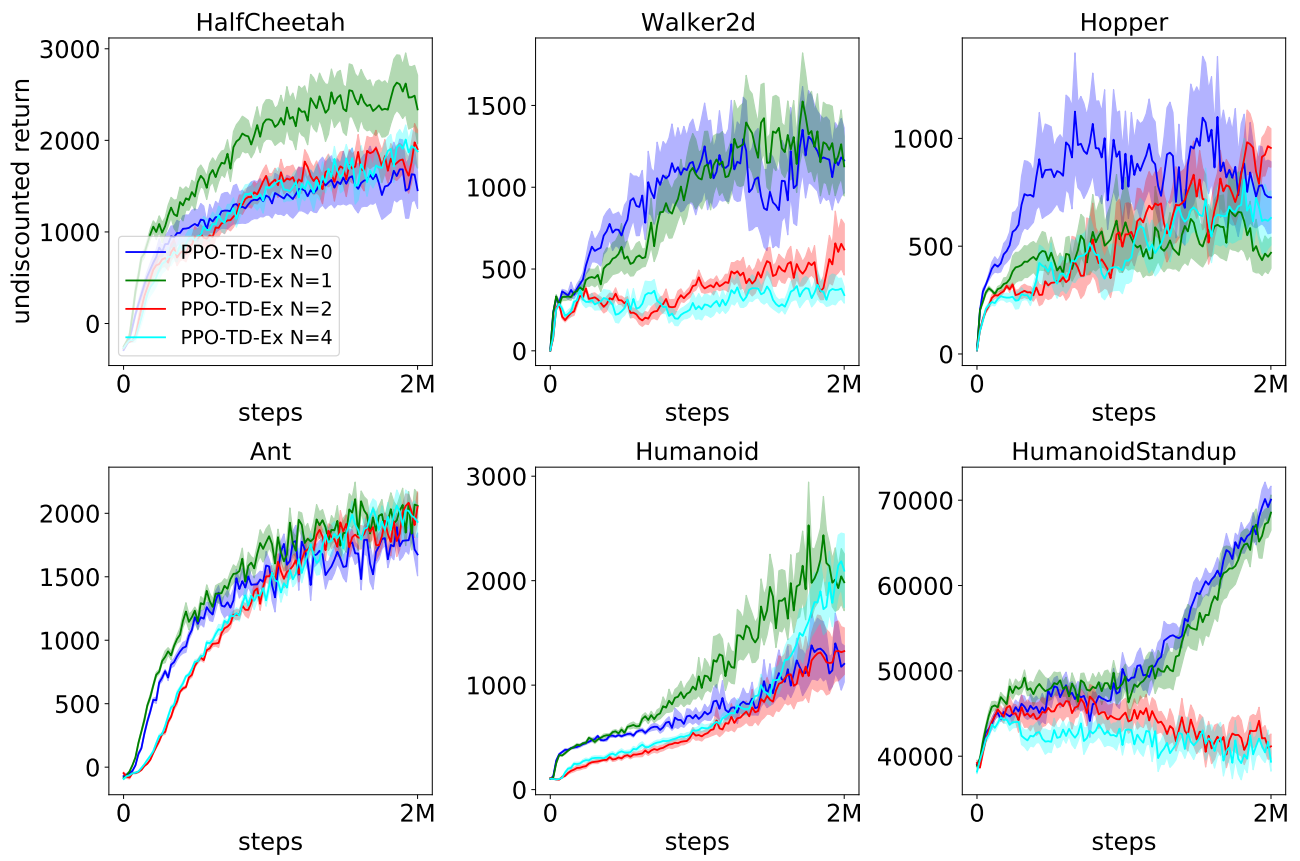 HalfCheetah
undiscounted return
3000
2000
1000
0
PPO-TD-Ex N=0
PPO-TD-Ex N=1
PPO-TD-Ex N=2
PPO-TD-Ex N=4
0
2M
steps
Walker2d
1500
1000
500
0
0
2M
steps
Hopper
1000
500
0
0
2M
steps
Ant
2000
1500
1000
500
0
0
2M
steps
Humanoid
3000
2000
1000
0
0
2M
steps
HumanoidStandup
70000
60000
50000
40000
0
2M
steps